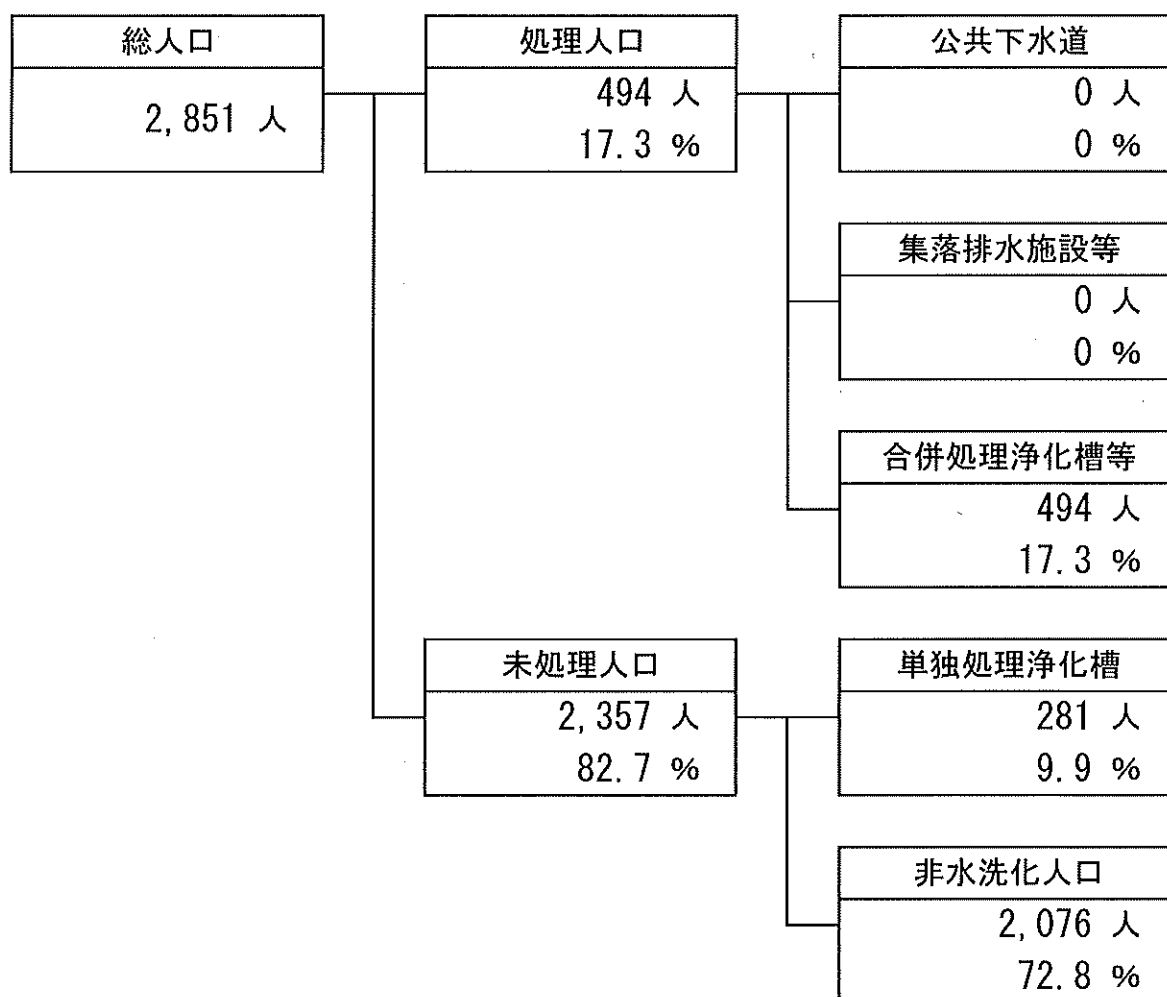 総人口
2,851 人
処理人口
494 人
17.3 %
公共下水道
0 人
0 %
集落排水施設等
0 人
0 %
合併処理浄化槽等
494 人
17.3 %
未処理人口
2,357 人
82.7 %
単独処理浄化槽
281 人
9.9 %
非水洗化人口
2,076 人
72.8 %